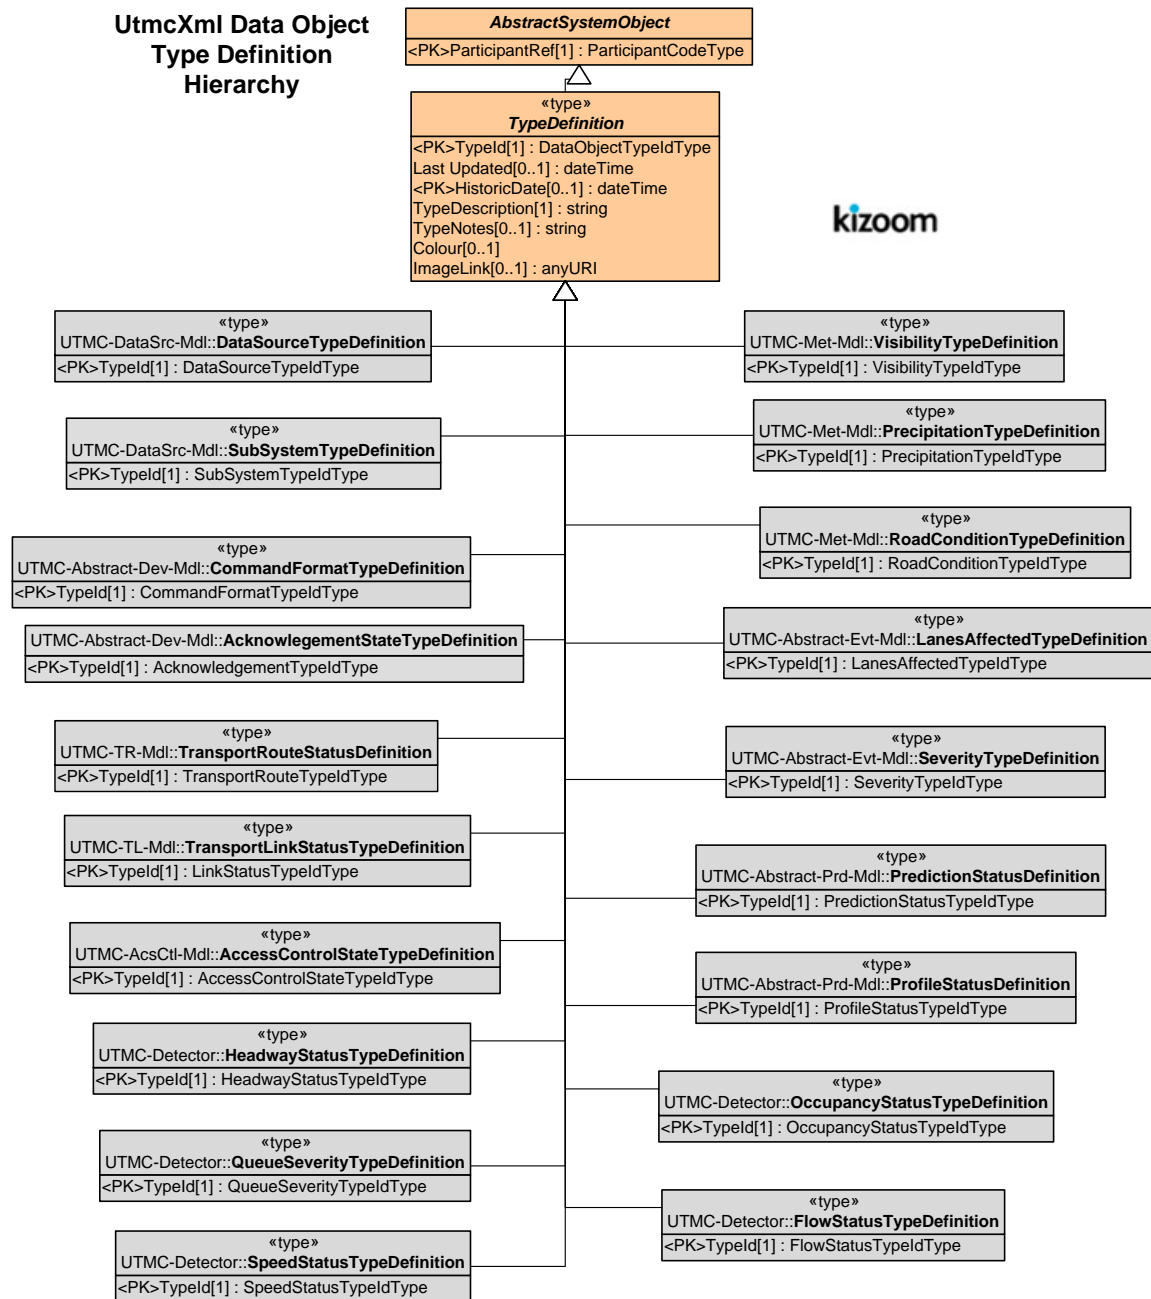 UtmcXml Data Object
Type Definition
Hierarchy
AbstractSystemObject
<PK>ParticipantRef[1] : ParticipantCodeType
«type»
TypeDefinition
<PK>TypeId[1] : DataObjectTypeIdType
Last Updated[0..1] : dateTime
<PK>HistoricDate[0..1] : dateTime
TypeDescription[1] : string
TypeNotes[0..1] : string
Colour[0..1]
ImageLink[0..1] : anyURI
kizoom
«type»
UTMC-DataSrc-Mdl::DataSourceTypeDefinition
<PK>TypeId[1] : DataSourceTypeIdType
«type»
UTMC-Met-Mdl::VisibilityTypeDefinition
<PK>TypeId[1] : VisibilityTypeIdType
«type»
UTMC-DataSrc-Mdl::SubSystemTypeDefinition
<PK>TypeId[1] : SubSystemTypeIdType
«type»
UTMC-Met-Mdl::PrecipitationTypeDefinition
<PK>TypeId[1] : PrecipitationTypeIdType
«type»
UTMC-Abstract-Dev-Mdl::CommandFormatTypeDefinition
<PK>TypeId[1] : CommandFormatTypeIdType
«type»
UTMC-Met-Mdl::RoadConditionTypeDefinition
<PK>TypeId[1] : RoadConditionTypeIdType
UTMC-Abstract-Dev-Mdl::AcknowlegementStateTypeDefinition
<PK>TypeId[1] : AcknowledgementTypeIdType
«type»
UTMC-Abstract-Evt-Mdl::LanesAffectedTypeDefinition
<PK>TypeId[1] : LanesAffectedTypeIdType
«type»
UTMC-TR-Mdl::TransportRouteStatusDefinition
<PK>TypeId[1] : TransportRouteTypeIdType
«type»
UTMC-Abstract-Evt-Mdl::SeverityTypeDefinition
<PK>TypeId[1] : SeverityTypeIdType
«type»
UTMC-TL-Mdl::TransportLinkStatusTypeDefinition
<PK>TypeId[1] : LinkStatusTypeIdType
«type»
UTMC-Abstract-Prd-Mdl::PredictionStatusDefinition
<PK>TypeId[1] : PredictionStatusTypeIdType
«type»
UTMC-AcsCtl-Mdl::AccessControlStateTypeDefinition
<PK>TypeId[1] : AccessControlStateTypeIdType
«type»
UTMC-Abstract-Prd-Mdl::ProfileStatusDefinition
<PK>TypeId[1] : ProfileStatusTypeIdType
«type»
UTMC-Detector::HeadwayStatusTypeDefinition
<PK>TypeId[1] : HeadwayStatusTypeIdType
«type»
UTMC-Detector::OccupancyStatusTypeDefinition
<PK>TypeId[1] : OccupancyStatusTypeIdType
«type»
UTMC-Detector::QueueSeverityTypeDefinition
<PK>TypeId[1] : QueueSeverityTypeIdType
«type»
UTMC-Detector::FlowStatusTypeDefinition
<PK>TypeId[1] : FlowStatusTypeIdType
«type»
UTMC-Detector::SpeedStatusTypeDefinition
<PK>TypeId[1] : SpeedStatusTypeIdType